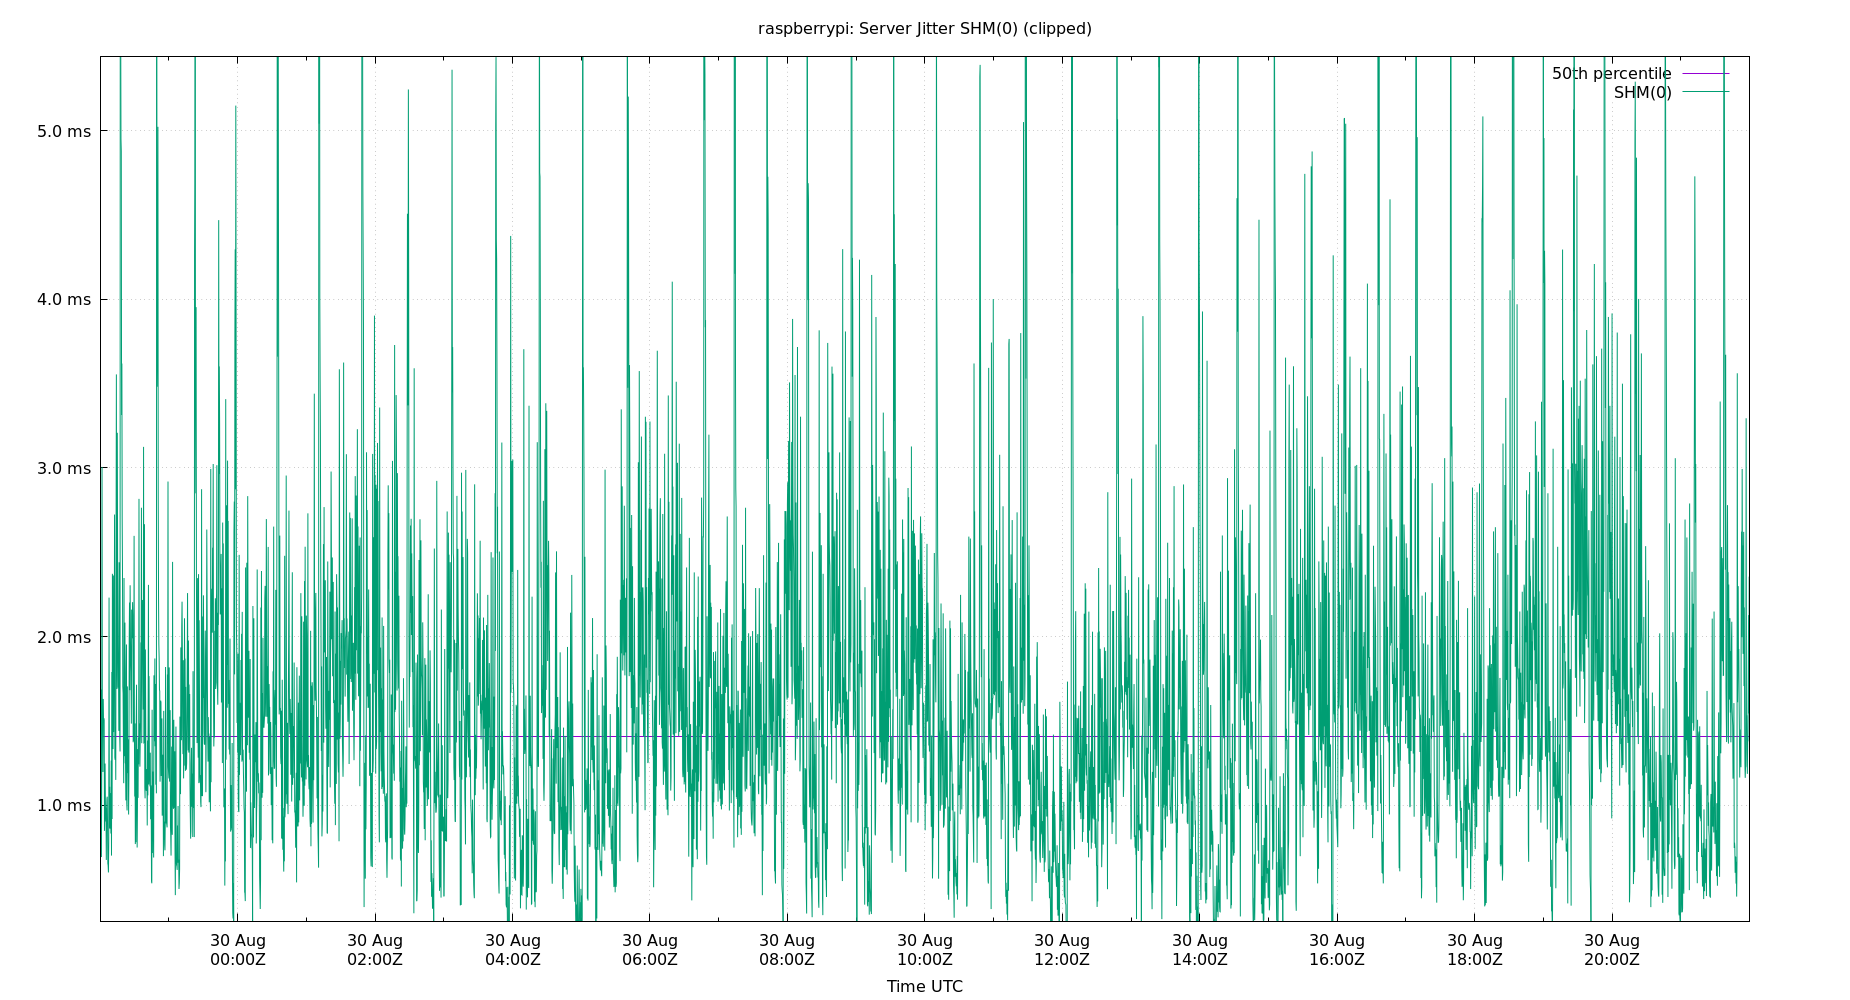 raspberrypi: Server Jitter SHM(0) (clipped)
50th percentile
SHM(0)
5.0 ms
4.0 ms
3.0 ms
2.0 ms
1.0 ms
30 Aug 30 Aug 30 Aug 30 Aug 30 Aug 30 Aug 30 Aug 30 Aug 30 Aug 30 Aug 30 Aug
00:00Z 02:00Z 04:00Z 06:00Z 08:00Z 10:00Z 12:00Z 14:00Z 16:00Z 18:00Z 20:00Z
Time UTC